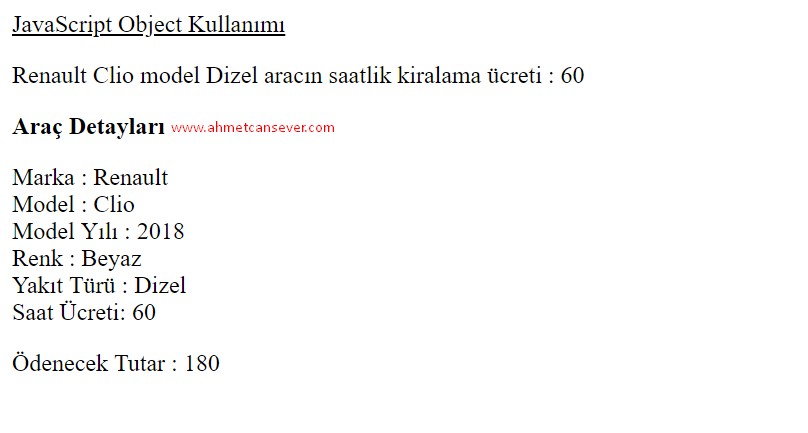 JavaScript Object Kullanımı
Renault Clio model Dizel aracın saatlik kiralama ücreti : 60
Araç Detayları www.ahmetcansever.com
Marka : Renault
Model : Clio
Model Yılı : 2018
Renk : Beyaz
Yakıt Türü : Dizel
Saat Ücreti: 60
Ödenecek Tutar : 180